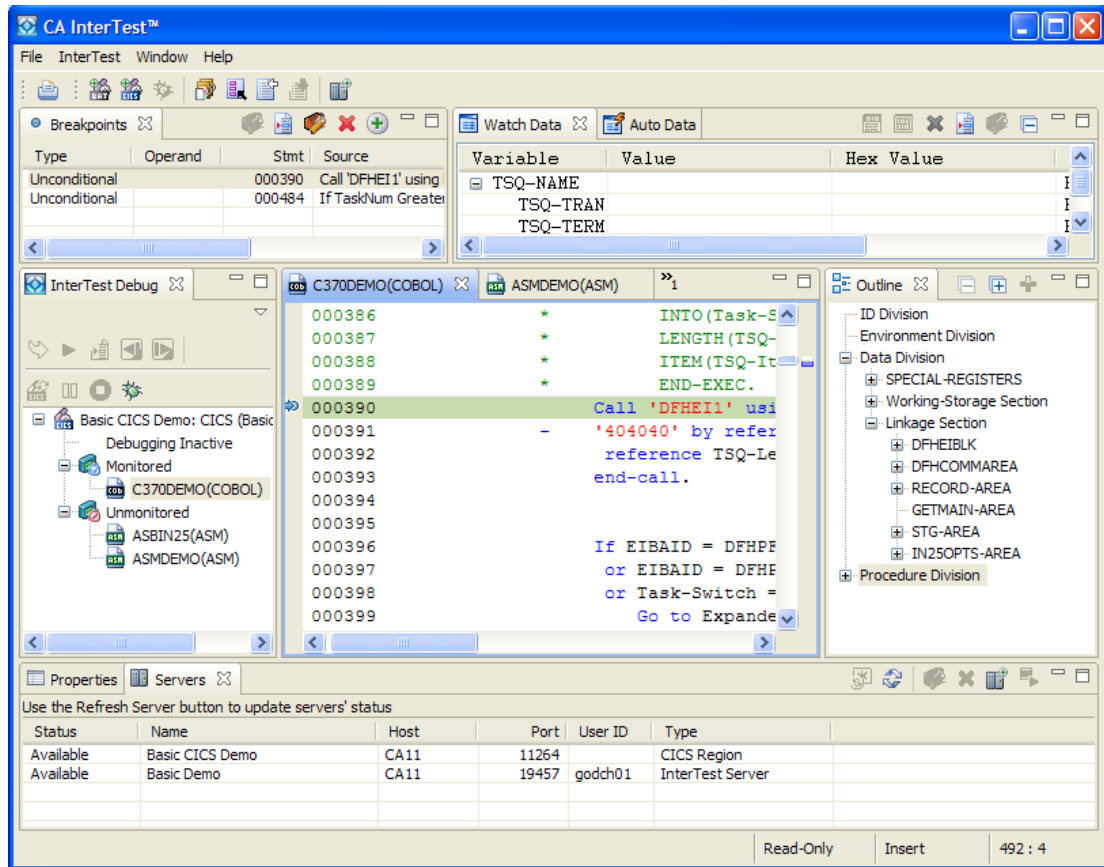 CA InterTest™
File InterTest Window Help
Breakpoints
Type Operand Stmt Source
Unconditional 000390 Call 'DFHEI1' using
Unconditional 000484 If TaskNum Greater
Watch Data Auto Data
Variable Value Hex Value
TSQ-NAME
TSQ-TRAN
TSQ-TERM
InterTest Debug
Basic CICS Demo: CICS (Basic
Debugging Inactive
Monitored
C370DEMO(COBOL)
Unmonitored
ASBIN25(ASM)
ASMDEMO(ASM)
C370DEMO(COBOL) ASMDEMO(ASM) »1
000386 * INTO(Task-S
000387 * LENGTH(TSQ-
000388 * ITEM(TSQ-It
000389 * END-EXEC.
000390 Call 'DFHEI1' usi
000391 - '404040' by refer
000392 reference TSQ-Le
000393 end-call.
000394
000395
000396 If EIBAID = DFHPF
000397 or EIBAID = DFHP
000398 or Task-Switch =
000399 Go to Expande
Outline
ID Division
Environment Division
Data Division
SPECIAL-REGISTERS
Working-Storage Section
Linkage Section
DFHEIBLK
DFHCOMMAREA
RECORD-AREA
GETMAIN-AREA
STG-AREA
IN25OPTS-AREA
Procedure Division
Properties Servers
Use the Refresh Server button to update servers' status
Status Name Host Port User ID Type
Available Basic CICS Demo CA11 11264 CICS Region
Available Basic Demo CA11 19457 godch01 InterTest Server
Read-Only Insert 492 : 4